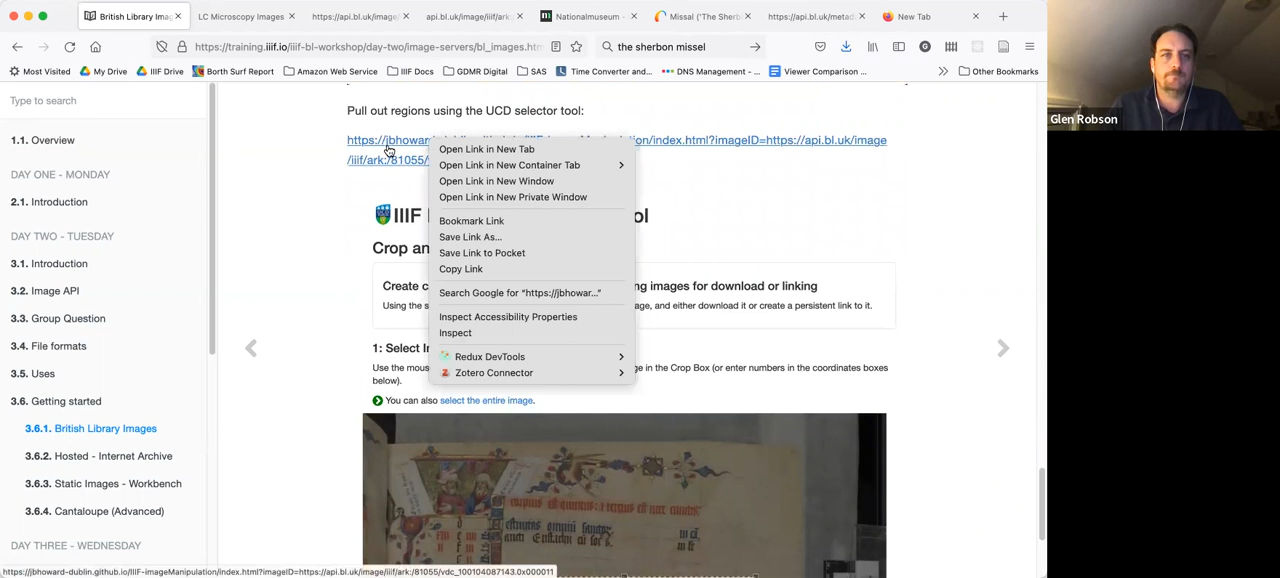 British Library Imag
LC Microscopy Images
https://api.bl.uk/image/
api.bl.uk/image/iiif/ark:
Nationalmuseum -
Missal ('The Sherb
https://api.bl.uk/metad
New Tab
https://training.iiif.io/iiif-bl-workshop/day-two/image-servers/bl_images.htm
the sherbon missel
Most Visited
My Drive
IIIF Drive
Borth Surf Report
Amazon Web Service
IIIF Docs
GDMR Digital
SAS
Time Converter and...
DNS Management - ...
Viewer Comparison ...
Other Bookmarks
Type to search
1.1. Overview
DAY ONE - MONDAY
2.1. Introduction
DAY TWO - TUESDAY
3.1. Introduction
3.2. Image API
3.3. Group Question
3.4. File formats
3.5. Uses
3.6. Getting started
3.6.1. British Library Images
3.6.2. Hosted - Internet Archive
3.6.3. Static Images - Workbench
3.6.4. Cantaloupe (Advanced)
DAY THREE - WEDNESDAY
Pull out regions using the UCD selector tool:
https://jbhowar
ion/index.html?imageID=https://api.bl.uk/image
/iiif/ark:/81055/
Open Link in New Tab
Open Link in New Container Tab
Open Link in New Window
Open Link in New Private Window
Bookmark Link
Save Link As...
Save Link to Pocket
Copy Link
Search Google for “https://jbhowar...”
Inspect Accessibility Properties
Inspect
Redux DevTools
Zotero Connector
IIIF
ol
Crop an
Create c
ng images for download or linking
Using the s
age, and either download it or create a persistent link to it.
1: Select I
Use the mous
ge in the Crop Box (or enter numbers in the coordinates boxes
below).
You can also select the entire image.
https://jbhoward-dublin.github.io/IIIF-imageManipulation/index.html?imageID=https://api.bl.uk/image/iiif/ark:/81055/vdc_100104087143.0x000011
Glen Robson